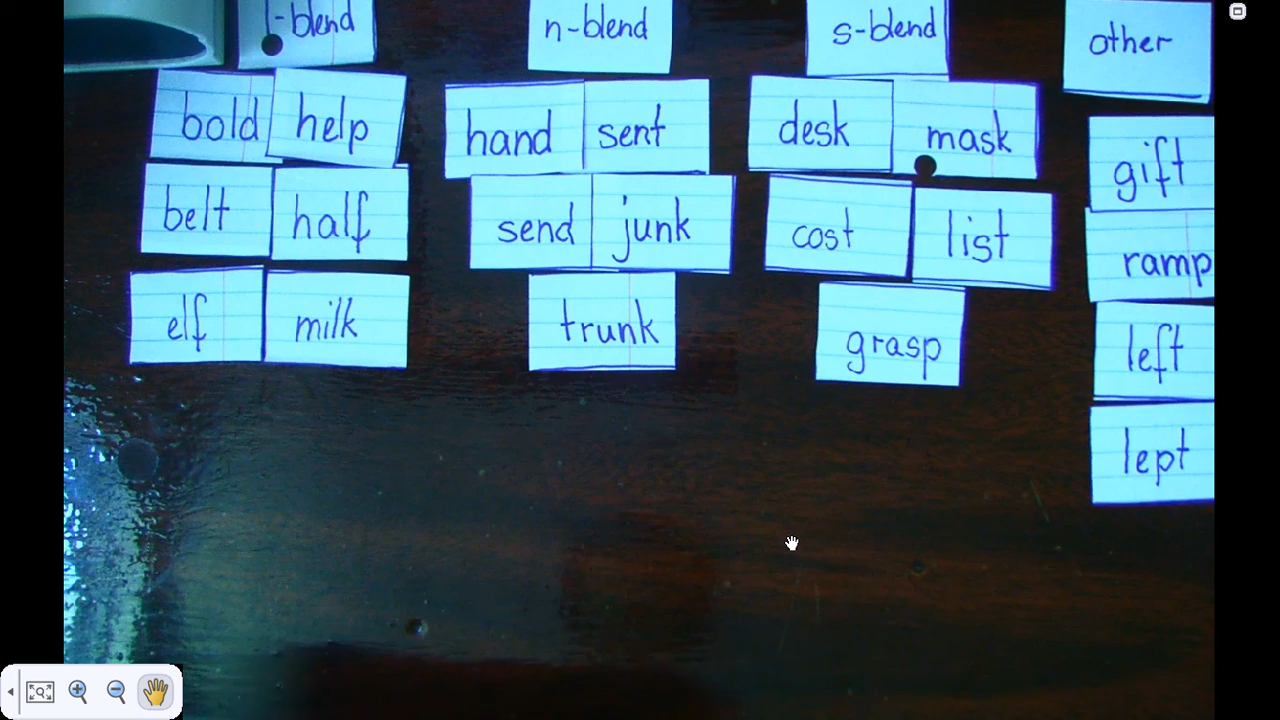 l-blend n-blend s-blend other
bold help hand sent desk mask gift
belt half send junk cost list ramp
elf milk trunk grasp left
lept